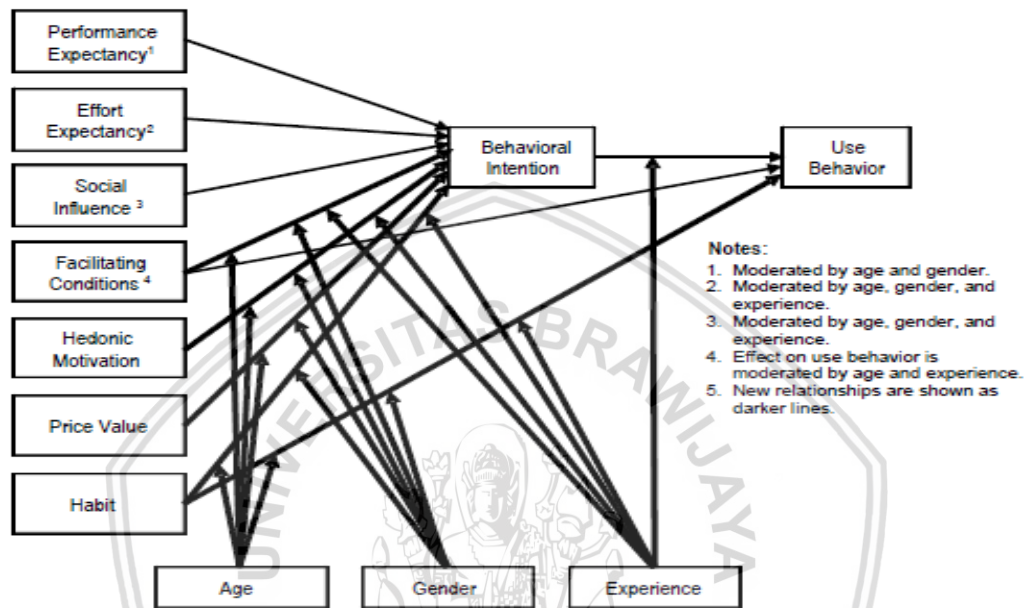 Performance
Expectancy¹
Effort
Expectancy²
Social
Influence ³
Facilitating
Conditions ⁴
Hedonic
Motivation
Price Value
Habit
Behavioral
Intention
Use
Behavior
Notes:
1. Moderated by age and gender.
2. Moderated by age, gender, and
experience.
3. Moderated by age, gender, and
experience.
4. Effect on use behavior is
moderated by age and experience.
5. New relationships are shown as
darker lines.
Age
Gender
Experience
UNIVERSITAS BRAWIJAYA